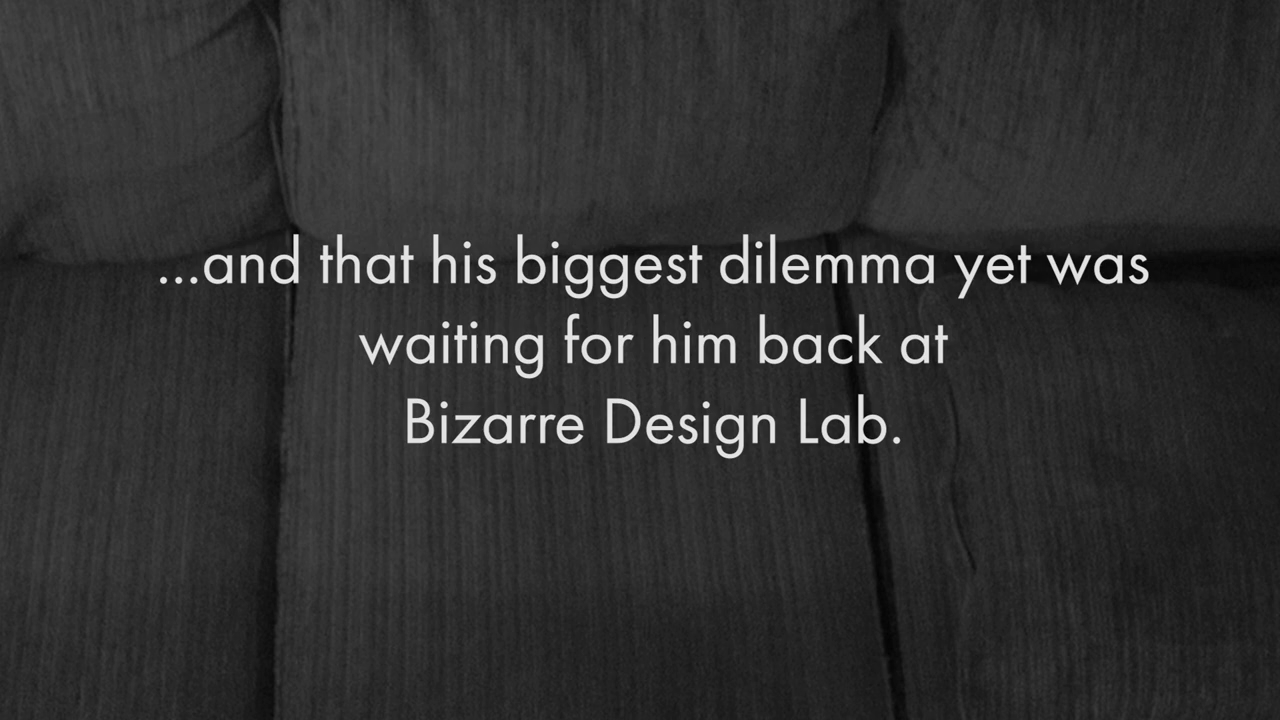 ...and that his biggest dilemma yet was
waiting for him back at
Bizarre Design Lab.